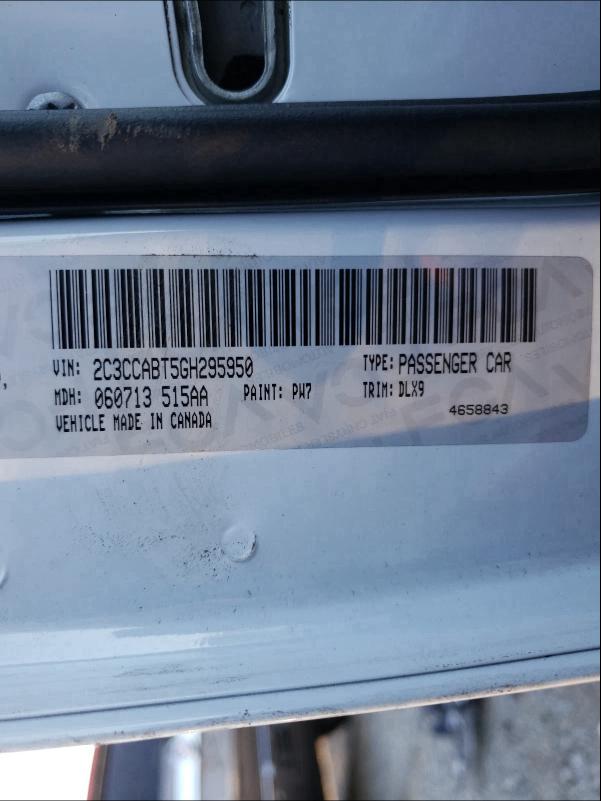 VIN: 2C3CCABT5GH295950 TYPE: PASSENGER CAR
MDH: 060713 515AA PAINT: PW7 TRIM: DLX9
VEHICLE MADE IN CANADA 4658843